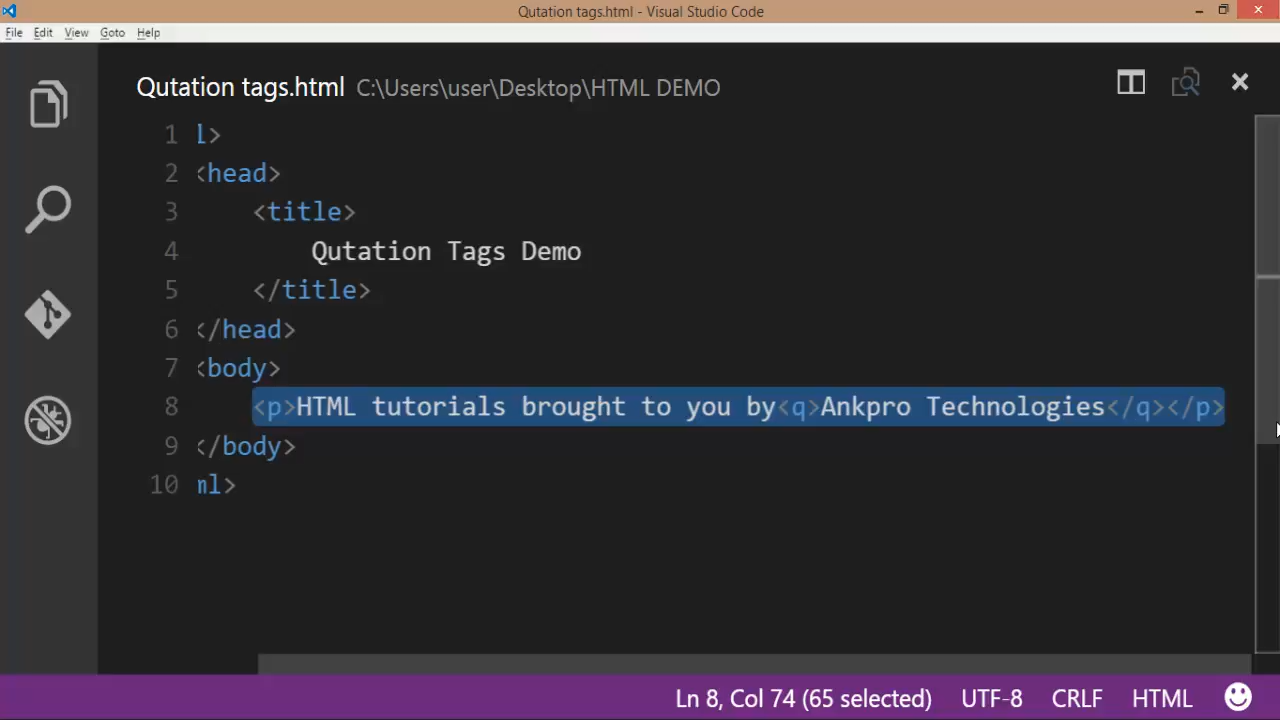 Qutation tags.html - Visual Studio Code
File Edit View Goto Help
Qutation tags.html C:\Users\user\Desktop\HTML DEMO
1 l>
2 <head>
3 <title>
4 Qutation Tags Demo
5 </title>
6 </head>
7 <body>
8 <p>HTML tutorials brought to you by<q>Ankpro Technologies</q></p>
9 </body>
10 ml>
Ln 8, Col 74 (65 selected) UTF-8 CRLF HTML